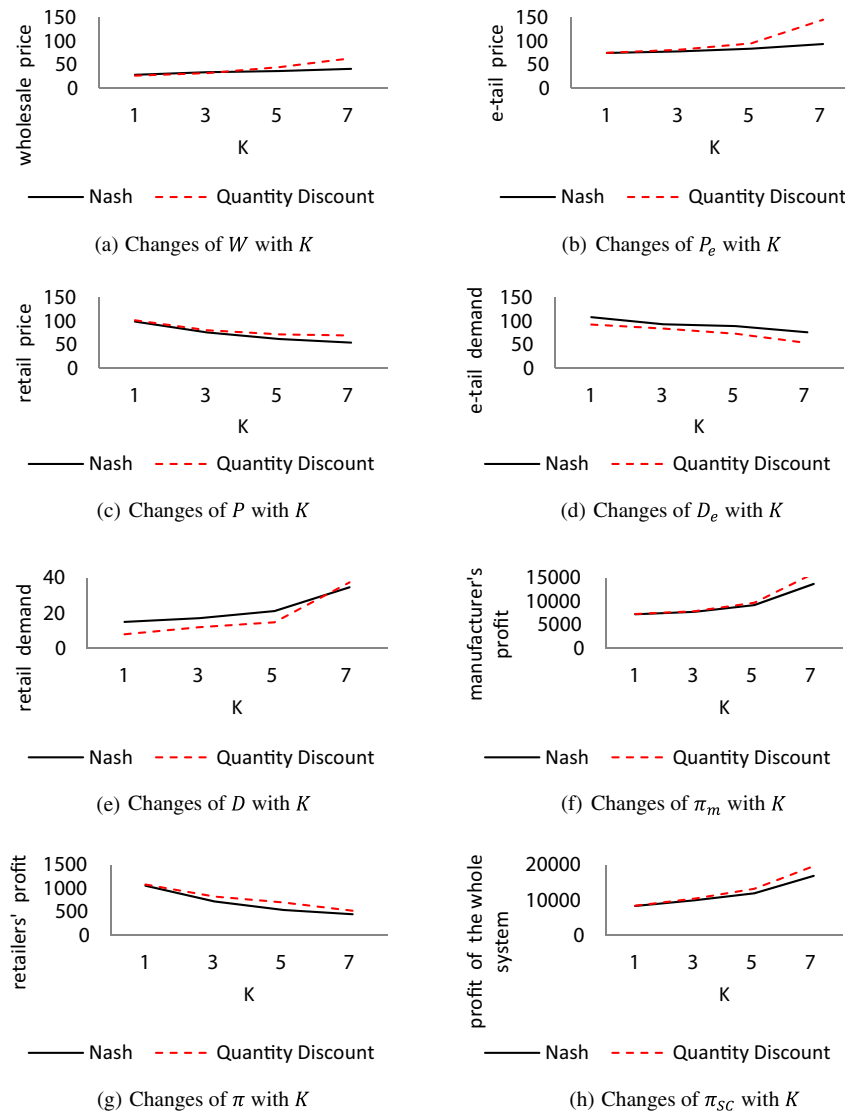 wholesale price
150
100
50
0
1 3 5 7
K
Nash Quantity Discount
(a) Changes of W with K
e-tail price
150
100
50
0
1 3 5 7
K
Nash Quantity Discount
(b) Changes of P_e with K
retail price
150
100
50
0
1 3 5 7
K
Nash Quantity Discount
(c) Changes of P with K
e-tail demand
150
100
50
0
1 3 5 7
K
Nash Quantity Discount
(d) Changes of D_e with K
retail demand
40
20
0
1 3 5 7
K
Nash Quantity Discount
(e) Changes of D with K
manufacturer's
profit
15000
10000
5000
0
1 3 5 7
K
Nash Quantity Discount
(f) Changes of π_m with K
retailers' profit
1500
1000
500
0
1 3 5 7
K
Nash Quantity Discount
(g) Changes of π with K
profit of the whole
system
20000
10000
0
1 3 5 7
K
Nash Quantity Discount
(h) Changes of π_SC with K